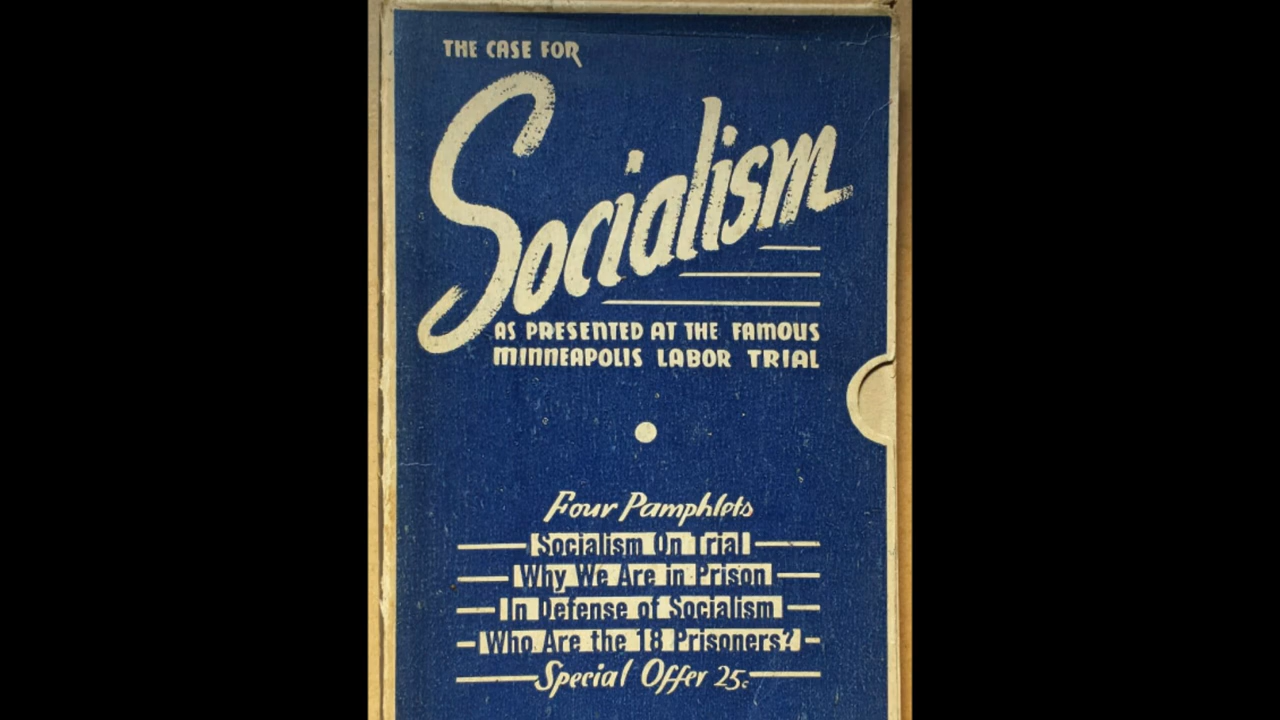 THE CASE FOR
Socialism
AS PRESENTED AT THE FAMOUS
MINNEAPOLIS LABOR TRIAL
Four Pamphlets
Socialism On Trial
Why We Are in Prison
In Defense of Socialism
Who Are the 18 Prisoners?
Special Offer 25c